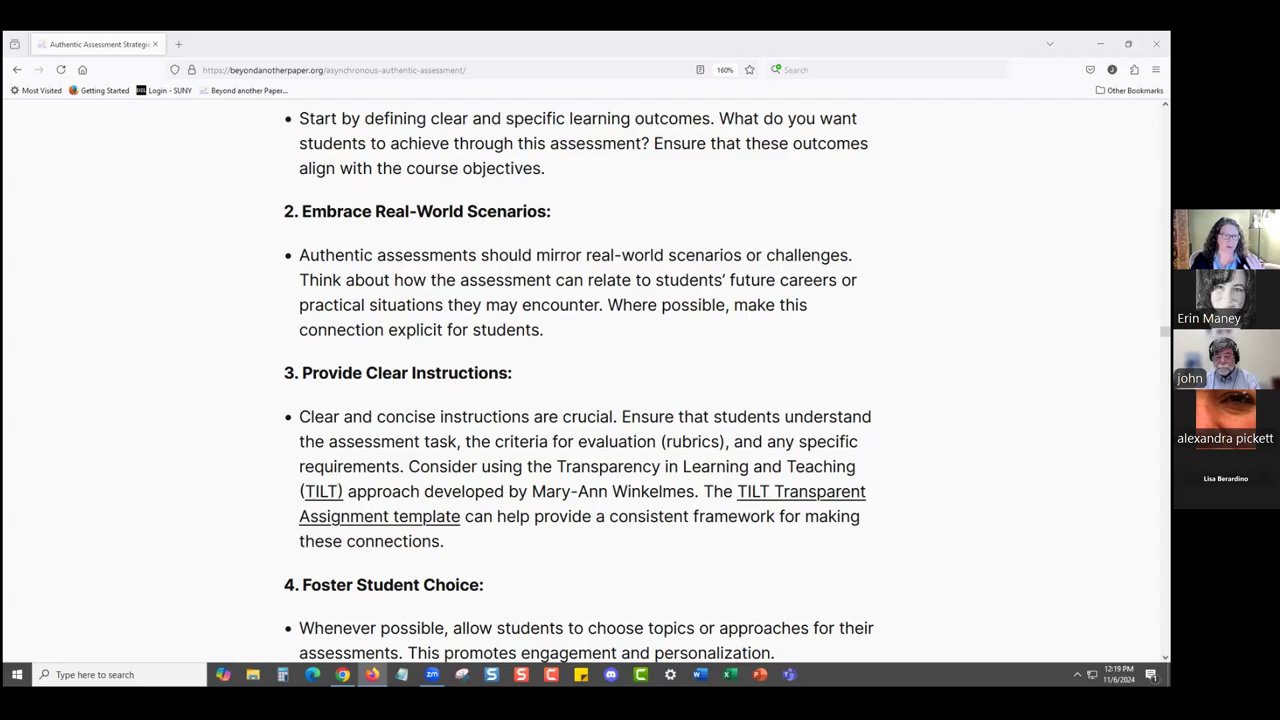 Authentic Assessment Strategie
https://beyondanotherpaper.org/asynchronous-authentic-assessment/
160%
Search
Most Visited
Getting Started
Login - SUNY
Beyond another Paper...
Other Bookmarks
• Start by defining clear and specific learning outcomes. What do you want
students to achieve through this assessment? Ensure that these outcomes
align with the course objectives.
2. Embrace Real-World Scenarios:
• Authentic assessments should mirror real-world scenarios or challenges.
Think about how the assessment can relate to students’ future careers or
practical situations they may encounter. Where possible, make this
connection explicit for students.
3. Provide Clear Instructions:
• Clear and concise instructions are crucial. Ensure that students understand
the assessment task, the criteria for evaluation (rubrics), and any specific
requirements. Consider using the Transparency in Learning and Teaching
(TILT) approach developed by Mary-Ann Winkelmes. The TILT Transparent
Assignment template can help provide a consistent framework for making
these connections.
4. Foster Student Choice:
• Whenever possible, allow students to choose topics or approaches for their
assessments. This promotes engagement and personalization.
Erin Maney
john
alexandra pickett
Lisa Berardino
Type here to search
zm
12:19 PM
11/6/2024